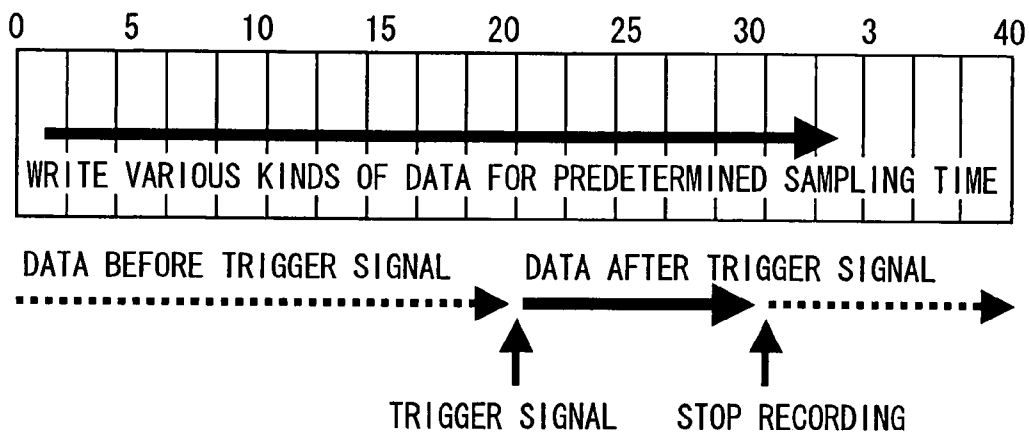 0 5 10 15 20 25 30 3 40
WRITE VARIOUS KINDS OF DATA FOR PREDETERMINED SAMPLING TIME
DATA BEFORE TRIGGER SIGNAL DATA AFTER TRIGGER SIGNAL
TRIGGER SIGNAL STOP RECORDING